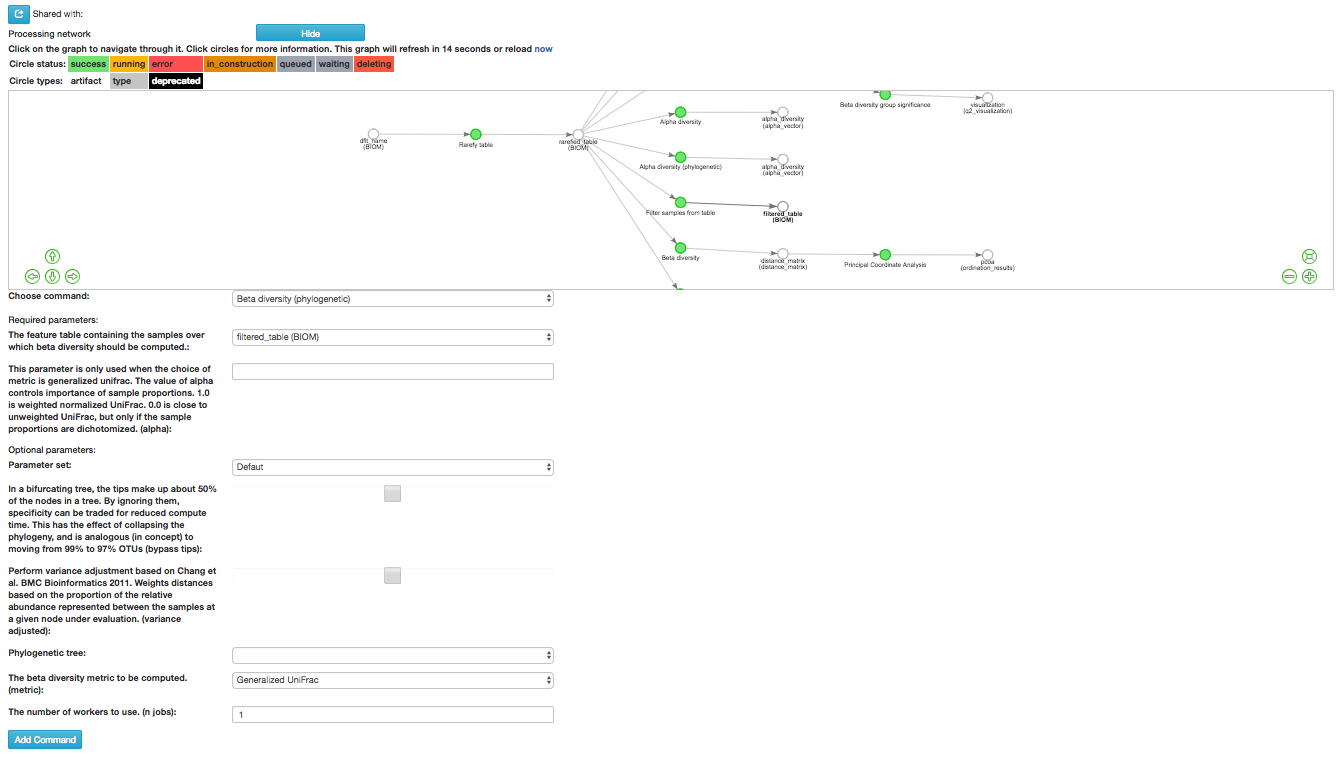 Shared with:
Processing network Hide
Click on the graph to navigate through it. Click circles for more information. This graph will refresh in 14 seconds or reload now
Circle status: success running error in_construction queued waiting deleting
Circle types: artifact type deprecated
Beta diversity group significance
visualization
(q2_visualization)
Alpha diversity
alpha_diversity
(alpha_vector)
dflt_name
(BIOM)
Rarefy table
rarefied_table
(BIOM)
Alpha diversity (phylogenetic)
alpha_diversity
(alpha_vector)
Filter samples from table
filtered_table
(BIOM)
Beta diversity
distance_matrix
(distance_matrix)
Principal Coordinate Analysis
pcoa
(ordination_results)
Choose command: Beta diversity (phylogenetic)
Required parameters:
The feature table containing the samples over filtered_table (BIOM)
which beta diversity should be computed.:
This parameter is only used when the choice of
metric is generalized unifrac. The value of alpha
controls importance of sample proportions. 1.0
is weighted normalized UniFrac. 0.0 is close to
unweighted UniFrac, but only if the sample
proportions are dichotomized. (alpha):
Optional parameters:
Parameter set: Defaut
In a bifurcating tree, the tips make up about 50%
of the nodes in a tree. By ignoring them,
specificity can be traded for reduced compute
time. This has the effect of collapsing the
phylogeny, and is analogous (in concept) to
moving from 99% to 97% OTUs (bypass tips):
Perform variance adjustment based on Chang et
al. BMC Bioinformatics 2011. Weights distances
based on the proportion of the relative
abundance represented between the samples at
a given node under evaluation. (variance
adjusted):
Phylogenetic tree:
The beta diversity metric to be computed. Generalized UniFrac
(metric):
The number of workers to use. (n jobs): 1
Add Command